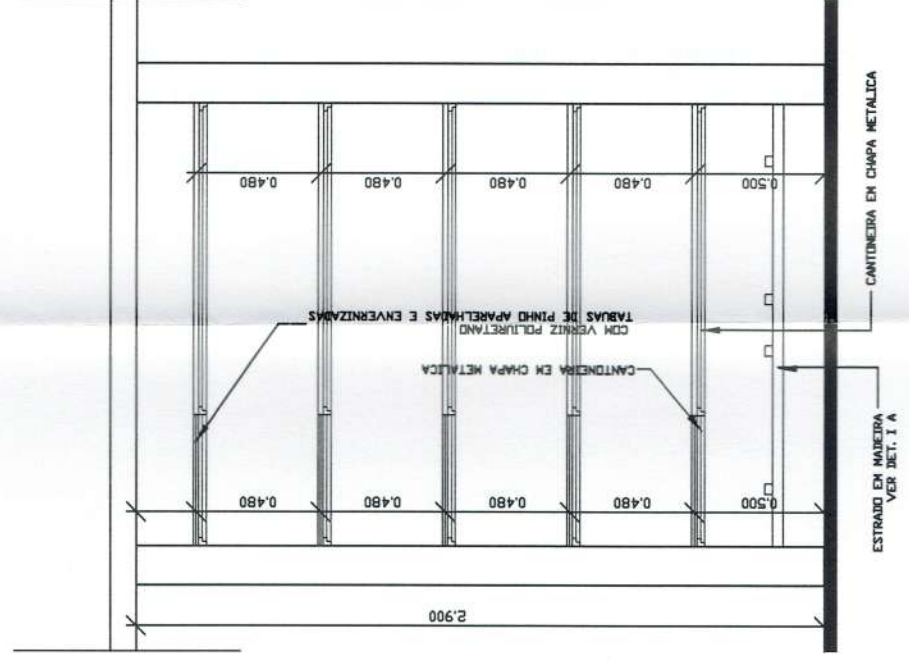 0.480
0.480
0.480
0.480
0.500
CANTONEIRA EM CHAPA METALICA
TABUAS DE PINHO APARELHADAS E ENVERNIZADAS
COM VERNIZ POLIURETANO
CANTONEIRA EM CHAPA METALICA
ESTRADO EM MADEIRA
VER DET. I A
0.480
0.480
0.480
0.480
0.500
2.900